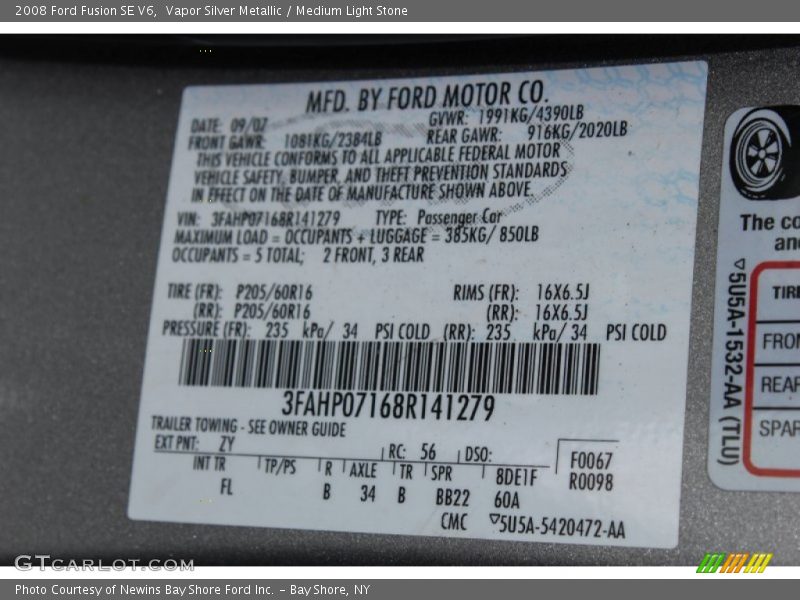 2008 Ford Fusion SE V6, Vapor Silver Metallic / Medium Light Stone
MFD. BY FORD MOTOR CO.
DATE: 09/07 GVWR: 1991KG/4390LB
FRONT GAWR: 1081KG/2384LB REAR GAWR: 916KG/2020LB
THIS VEHICLE CONFORMS TO ALL APPLICABLE FEDERAL MOTOR
VEHICLE SAFETY, BUMPER, AND THEFT PREVENTION STANDARDS
IN EFFECT ON THE DATE OF MANUFACTURE SHOWN ABOVE.
VIN: 3FAHP07168R141279 TYPE: Passenger Car
MAXIMUM LOAD = OCCUPANTS + LUGGAGE = 385KG/ 850LB
OCCUPANTS = 5 TOTAL; 2 FRONT, 3 REAR
TIRE (FR): P205/60R16 RIMS (FR): 16X6.5J
(RR): P205/60R16 (RR): 16X6.5J
PRESSURE (FR): 235 kPa/ 34 PSI COLD (RR): 235 kPa/ 34 PSI COLD
3FAHP07168R141279
TRAILER TOWING - SEE OWNER GUIDE
EXT PNT: ZY RC: 56 DSO: F0067
INT TR TP/PS R AXLE TR SPR 8DE1F R0098
FL B 34 B BB22 60A
CMC 5U5A-5420472-AA
The co
and
5U5A-1532-AA (TLU)
TIRE
FRON
REAR
SPAR
GTCarLot.com
Photo Courtesy of Newins Bay Shore Ford Inc. - Bay Shore, NY